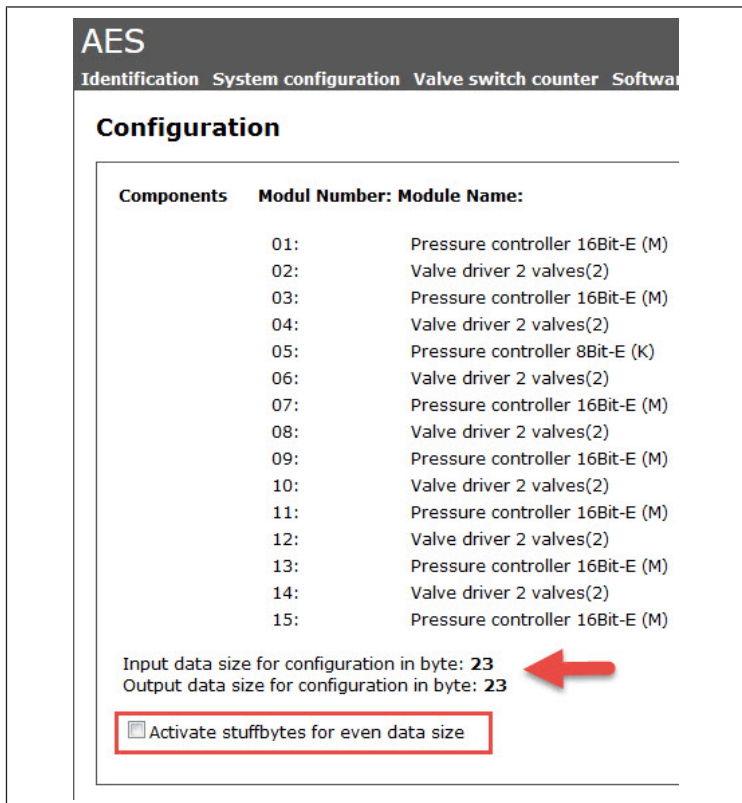 AES
Identification System configuration Valve switch counter Softwar
Configuration
Components Modul Number: Module Name:
01: Pressure controller 16Bit-E (M)
02: Valve driver 2 valves(2)
03: Pressure controller 16Bit-E (M)
04: Valve driver 2 valves(2)
05: Pressure controller 8Bit-E (K)
06: Valve driver 2 valves(2)
07: Pressure controller 16Bit-E (M)
08: Valve driver 2 valves(2)
09: Pressure controller 16Bit-E (M)
10: Valve driver 2 valves(2)
11: Pressure controller 16Bit-E (M)
12: Valve driver 2 valves(2)
13: Pressure controller 16Bit-E (M)
14: Valve driver 2 valves(2)
15: Pressure controller 16Bit-E (M)
Input data size for configuration in byte: 23
Output data size for configuration in byte: 23
Activate stuffbytes for even data size